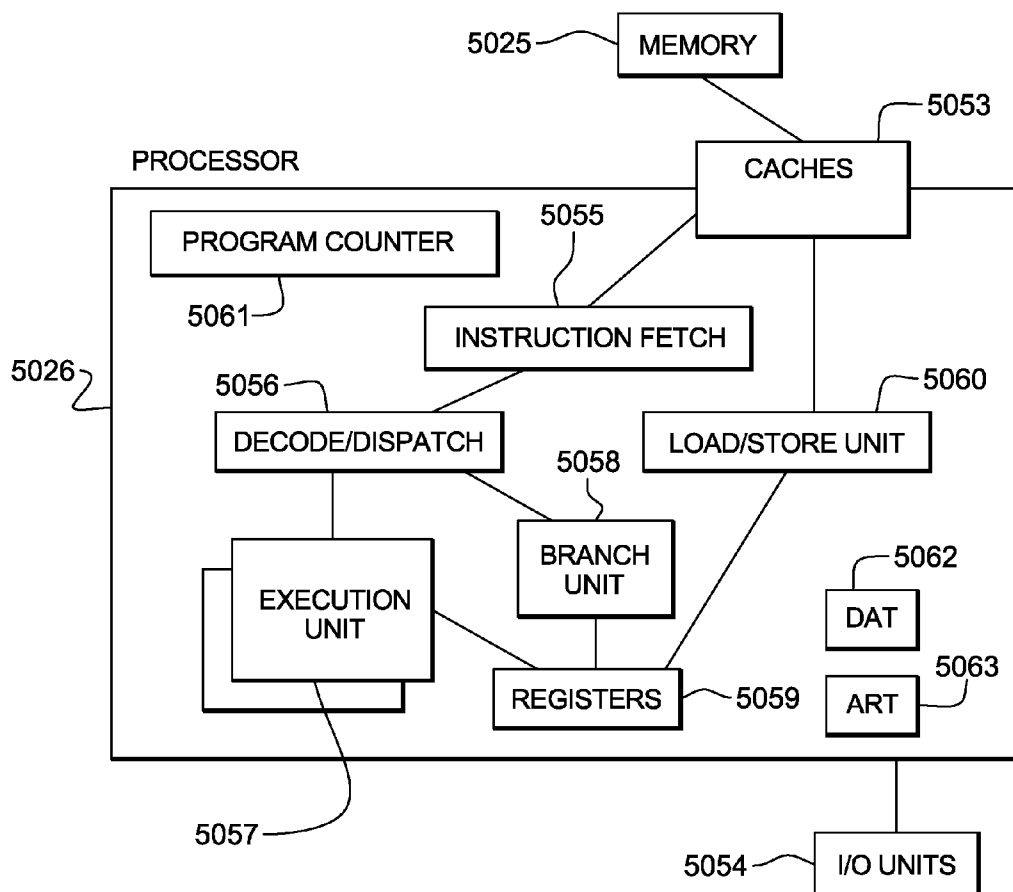 5025
MEMORY
5053
PROCESSOR
CACHES
5055
PROGRAM COUNTER
5061
INSTRUCTION FETCH
5026
5056
5060
DECODE/DISPATCH
LOAD/STORE UNIT
5058
BRANCH
UNIT
5062
EXECUTION
UNIT
DAT
5063
REGISTERS
5059
ART
5057
5054
I/O UNITS